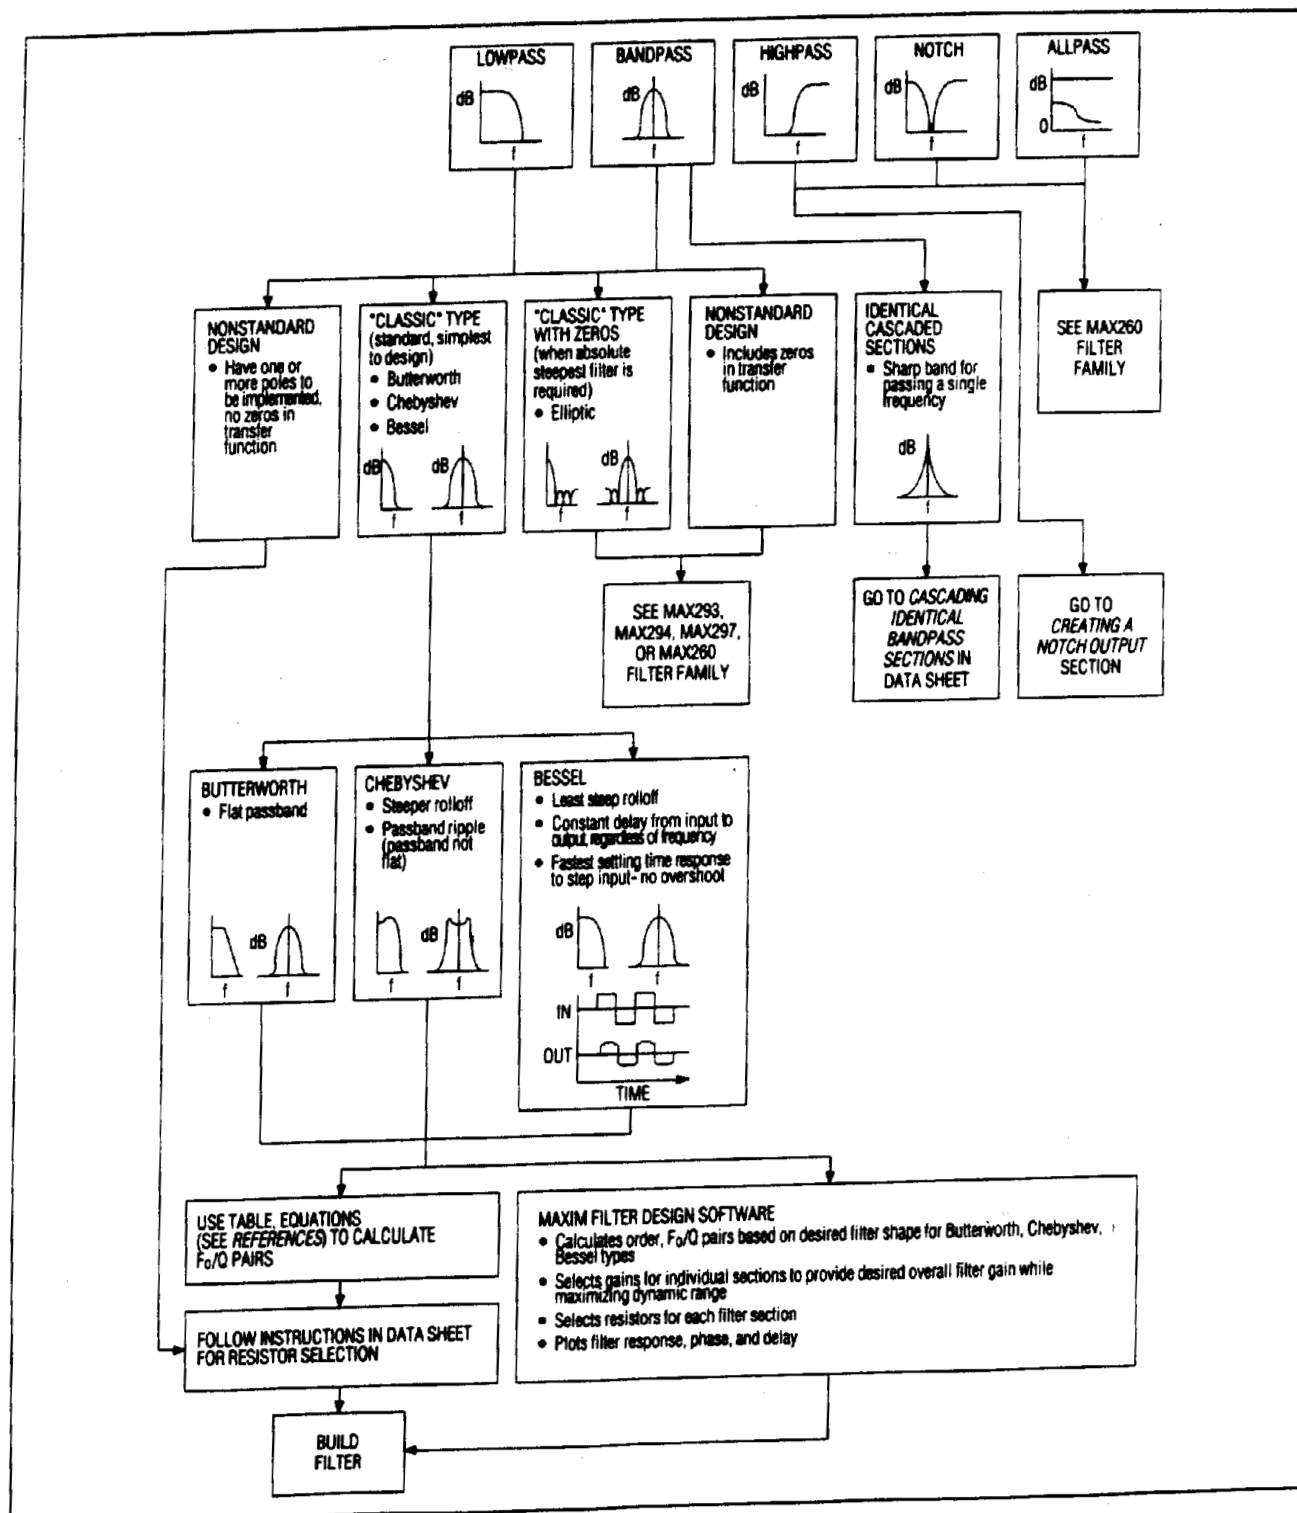 LOWPASS
dB
f
BANDPASS
dB
f
HIGHPASS
dB
f
NOTCH
dB
f
ALLPASS
dB
0
f
NONSTANDARD
DESIGN
• Have one or
more poles to
be implemented,
no zeros in
transfer
function
"CLASSIC" TYPE
(standard, simplest
to design)
• Butterworth
• Chebyshev
• Bessel
dB
f
dB
f
"CLASSIC" TYPE
WITH ZEROS
(when absolute
steepest filter is
required)
• Elliptic
f
dB
f
NONSTANDARD
DESIGN
• Includes zeros
in transfer
function
IDENTICAL
CASCADED
SECTIONS
• Sharp band for
passing a single
frequency
dB
f
SEE MAX260
FILTER
FAMILY
SEE MAX293,
MAX294, MAX297,
OR MAX260
FILTER FAMILY
GO TO CASCADING
IDENTICAL
BANDPASS
SECTIONS IN
DATA SHEET
GO TO
CREATING A
NOTCH OUTPUT
SECTION
BUTTERWORTH
• Flat passband
f
dB
f
CHEBYSHEV
• Steeper rolloff
• Passband ripple
(passband not
flat)
f
dB
f
BESSEL
• Least steep rolloff
• Constant delay from input to
output, regardless of frequency
• Fastest settling time response
to step input- no overshoot
dB
f
f
IN
OUT
TIME
USE TABLE, EQUATIONS
(SEE REFERENCES) TO CALCULATE
Fo/Q PAIRS
FOLLOW INSTRUCTIONS IN DATA SHEET
FOR RESISTOR SELECTION
MAXIM FILTER DESIGN SOFTWARE
• Calculates order, Fo/Q pairs based on desired filter shape for Butterworth, Chebyshev,
Bessel types
• Selects gains for individual sections to provide desired overall filter gain while
maximizing dynamic range
• Selects resistors for each filter section
• Plots filter response, phase, and delay
BUILD
FILTER